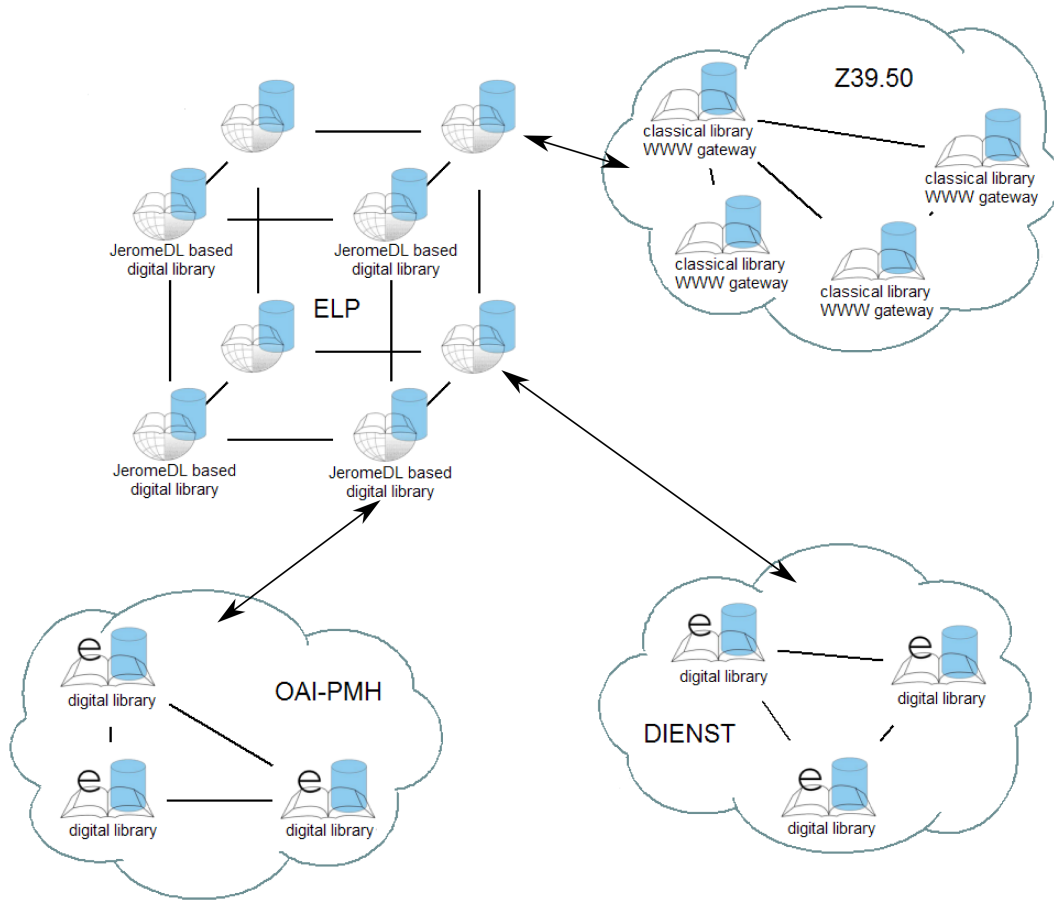 Z39.50
classical library
WWW gateway
classical library
WWW gateway
classical library
WWW gateway
classical library
WWW gateway
JeromeDL based
digital library
JeromeDL based
digital library
ELP
JeromeDL based
digital library
JeromeDL based
digital library
e
digital library
OAI-PMH
e
digital library
e
digital library
e
digital library
e
digital library
DIENST
e
digital library